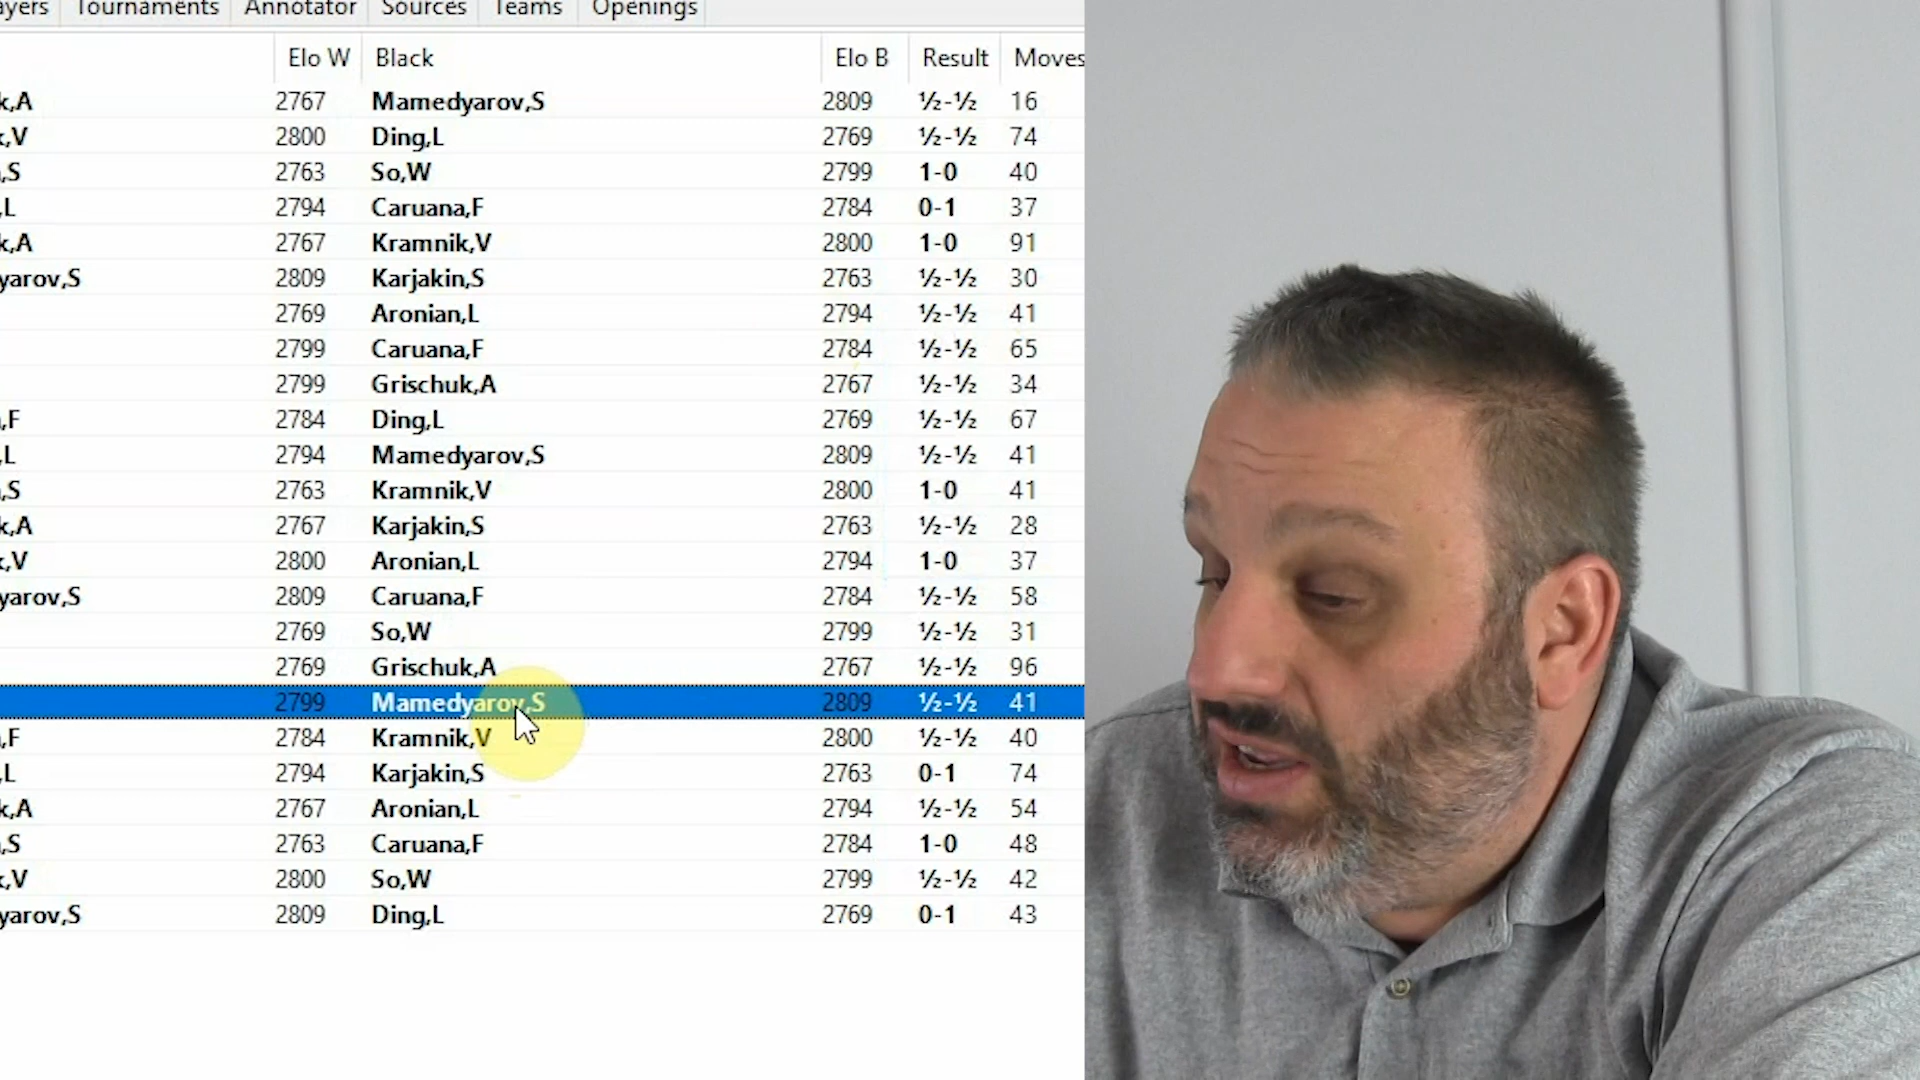 ayers Tournaments Annotator Sources Teams Openings
Elo W Black Elo B Result Moves
k,A 2767 Mamedyarov,S 2809 ½-½ 16
k,V 2800 Ding,L 2769 ½-½ 74
,S 2763 So,W 2799 1-0 40
,L 2794 Caruana,F 2784 0-1 37
k,A 2767 Kramnik,V 2800 1-0 91
yarov,S 2809 Karjakin,S 2763 ½-½ 30
2769 Aronian,L 2794 ½-½ 41
2799 Caruana,F 2784 ½-½ 65
2799 Grischuk,A 2767 ½-½ 34
,F 2784 Ding,L 2769 ½-½ 67
,L 2794 Mamedyarov,S 2809 ½-½ 41
,S 2763 Kramnik,V 2800 1-0 41
k,A 2767 Karjakin,S 2763 ½-½ 28
k,V 2800 Aronian,L 2794 1-0 37
yarov,S 2809 Caruana,F 2784 ½-½ 58
2769 So,W 2799 ½-½ 31
2769 Grischuk,A 2767 ½-½ 96
2799 Mamedyarov,S 2809 ½-½ 41
,F 2784 Kramnik,V 2800 ½-½ 40
,L 2794 Karjakin,S 2763 0-1 74
k,A 2767 Aronian,L 2794 ½-½ 54
,S 2763 Caruana,F 2784 1-0 48
k,V 2800 So,W 2799 ½-½ 42
yarov,S 2809 Ding,L 2769 0-1 43